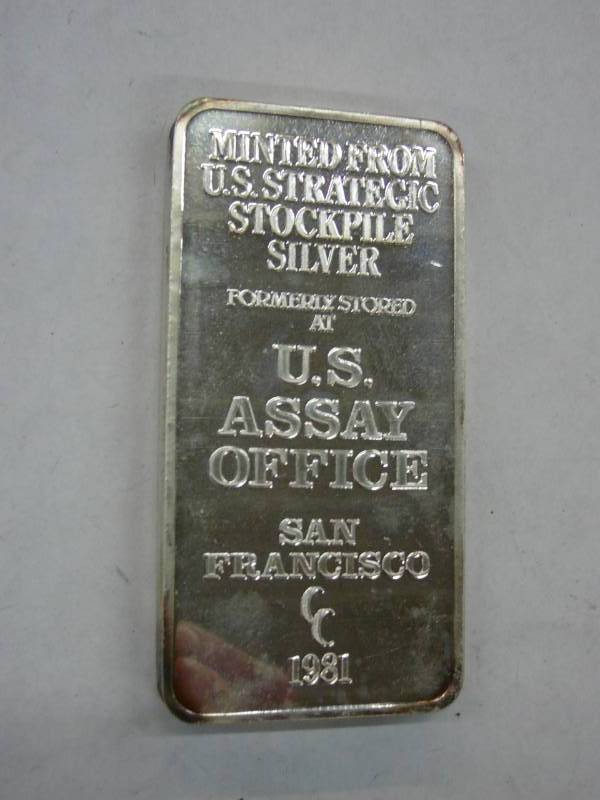 MINTED FROM
U.S. STRATEGIC
STOCKPILE
SILVER
FORMERLY STORED
AT
U.S.
ASSAY
OFFICE
SAN
FRANCISCO
CC
1981